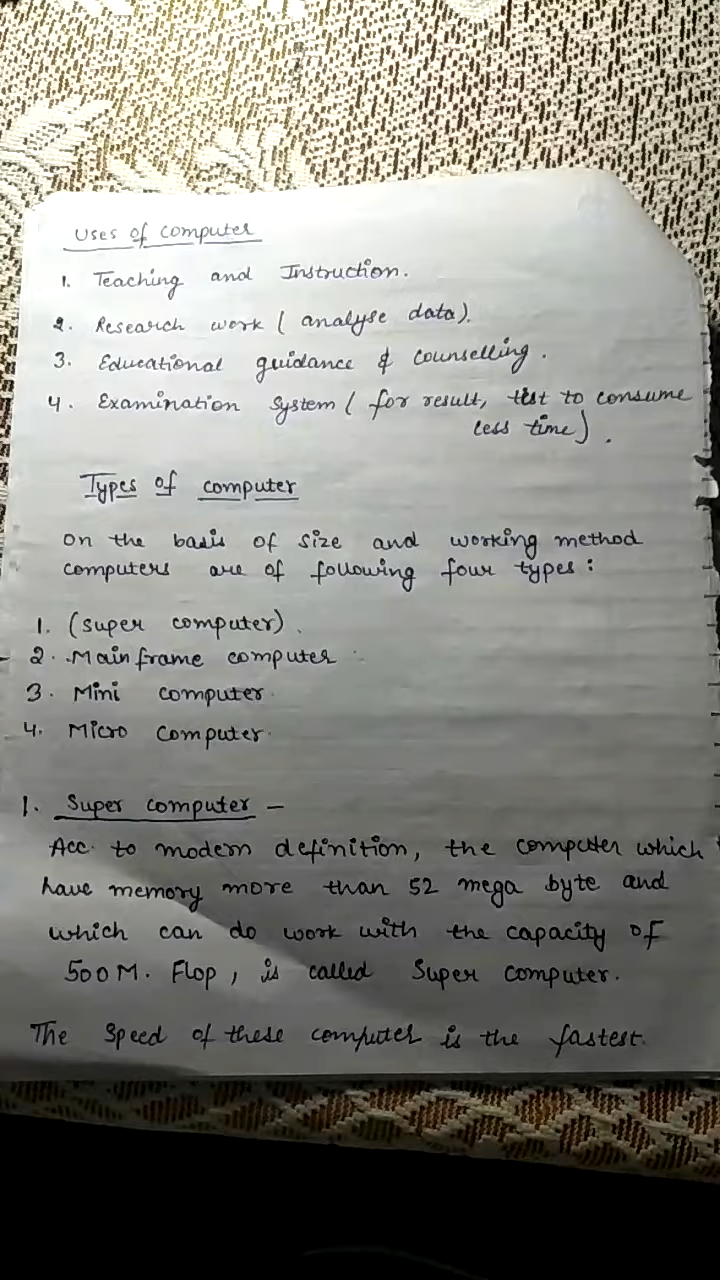 Uses of computer
1. Teaching and Instruction.
2. Research work ( analyse data).
3. Educational guidance & counselling.
4. Examination system ( for result, test to consume
less time).
Types of computer
on the basis of size and working method
computers are of following four types :
1. (super computer).
2. Mainframe computer
3. Mini computer
4. Micro computer
1. Super computer –
Acc. to modern definition, the computer which
have memory more than 52 mega byte and
which can do work with the capacity of
500 M. Flop, is called Super computer.
The speed of these computer is the fastest.